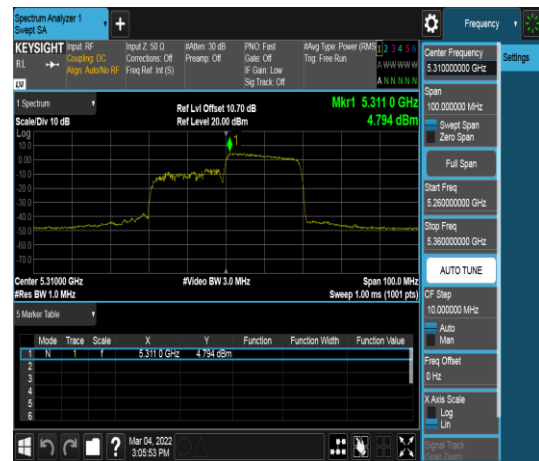 Spectrum Analyzer 1
Swept SA
+
Frequency
KEYSIGHT
RL
Input: RF
Coupling: DC
Align: Auto/No RF
Input Z: 50 Ω
Corrections: Off
Freq Ref: Int (S)
#Atten: 30 dB
Preamp: Off
PNO: Fast
Gate: Off
IF Gain: Low
Sig Track: Off
#Avg Type: Power (RMS)
Trig: Free Run
1 2 3 4 5 6
A W W W W W
A N N N N N
1 Spectrum
Scale/Div 10 dB
Ref Lvl Offset 10.70 dB
Ref Level 20.00 dBm
Mkr1 5.311 0 GHz
4.794 dBm
Log
10.0
0.00
-10.0
-20.0
-30.0
-40.0
-50.0
-60.0
-70.0
1
Center 5.31000 GHz
#Res BW 1.0 MHz
#Video BW 3.0 MHz
Span 100.0 MHz
Sweep 1.00 ms (1001 pts)
5 Marker Table
Mode Trace Scale X Y Function Function Width Function Value
1 N 1 f 5.311 0 GHz 4.794 dBm
2
3
4
5
6
Mar 04, 2022
3:05:53 PM
Center Frequency
5.310000000 GHz
Settings
Span
100.000000 MHz
Swept Span
Zero Span
Full Span
Start Freq
5.260000000 GHz
Stop Freq
5.360000000 GHz
AUTO TUNE
CF Step
10.000000 MHz
Auto
Man
Freq Offset
0 Hz
X Axis Scale
Log
Lin
Signal Track
(Span Zoom)